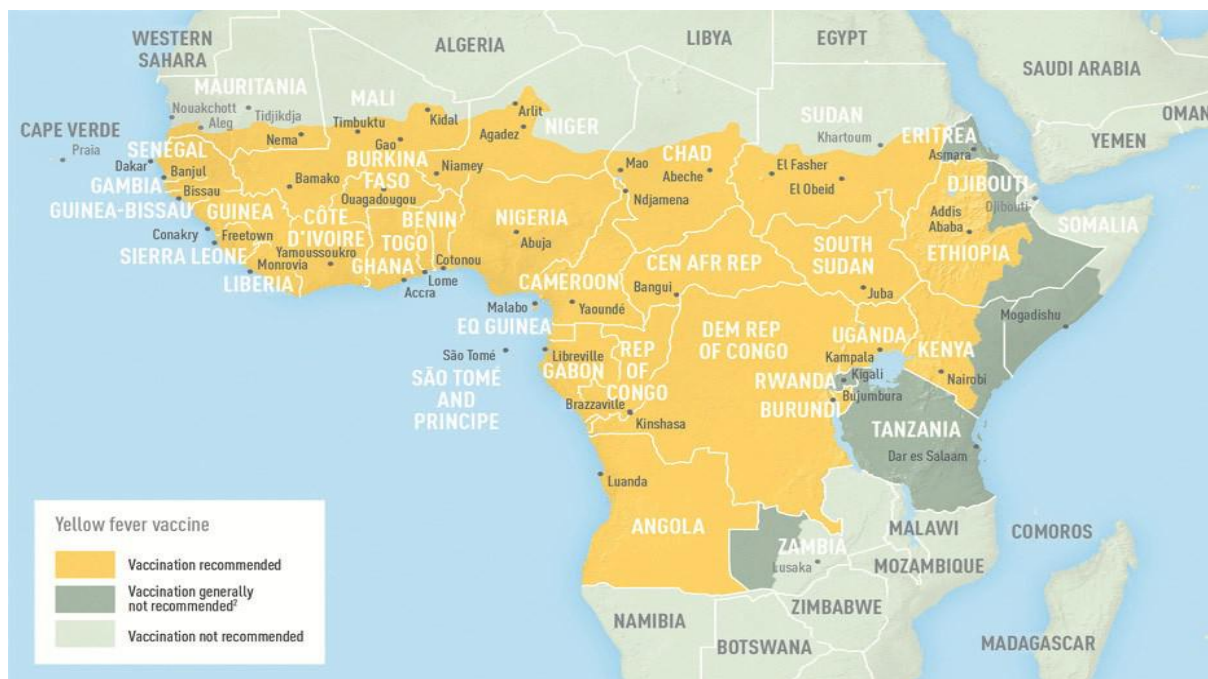 WESTERN
SAHARA
ALGERIA
LIBYA
EGYPT
SAUDI ARABIA
OMAN
YEMEN
MAURITANIA
Nouakchott
Tidjikdja
Aleg
MALI
Nema
Timbuktu
Kidal
Gao
Arlit
Agadez
NIGER
SUDAN
Khartoum
ERITREA
Asmara
CAPE VERDE
Praia
SENEGAL
Dakar
Banjul
GAMBIA
Bissau
GUINEA-BISSAU
Bamako
BURKINA
FASO
Ouagadougou
Niamey
CHAD
Mao
Abeche
Ndjamena
El Fasher
El Obeid
DJIBOUTI
Djibouti
SOMALIA
GUINEA
Conakry
Freetown
SIERRA LEONE
Monrovia
LIBERIA
CÔTE
D'IVOIRE
Yamoussoukro
BENIN
TOGO
GHANA
Cotonou
Lome
Accra
NIGERIA
Abuja
Addis
Ababa
ETHIOPIA
SOUTH
SUDAN
Juba
CEN AFR REP
Bangui
CAMEROON
Yaoundé
Malabo
EQ GUINEA
São Tomé
SÃO TOMÉ
AND
PRINCIPE
Libreville
GABON
REP
OF
CONGO
Brazzaville
Kinshasa
DEM REP
OF CONGO
UGANDA
Kampala
KENYA
Nairobi
Mogadishu
RWANDA
Kigali
BURUNDI
Bujumbura
TANZANIA
Dar es Salaam
Luanda
ANGOLA
ZAMBIA
Lusaka
MALAWI
MOZAMBIQUE
COMOROS
ZIMBABWE
NAMIBIA
BOTSWANA
MADAGASCAR
Yellow fever vaccine
Vaccination recommended
Vaccination generally
not recommended²
Vaccination not recommended